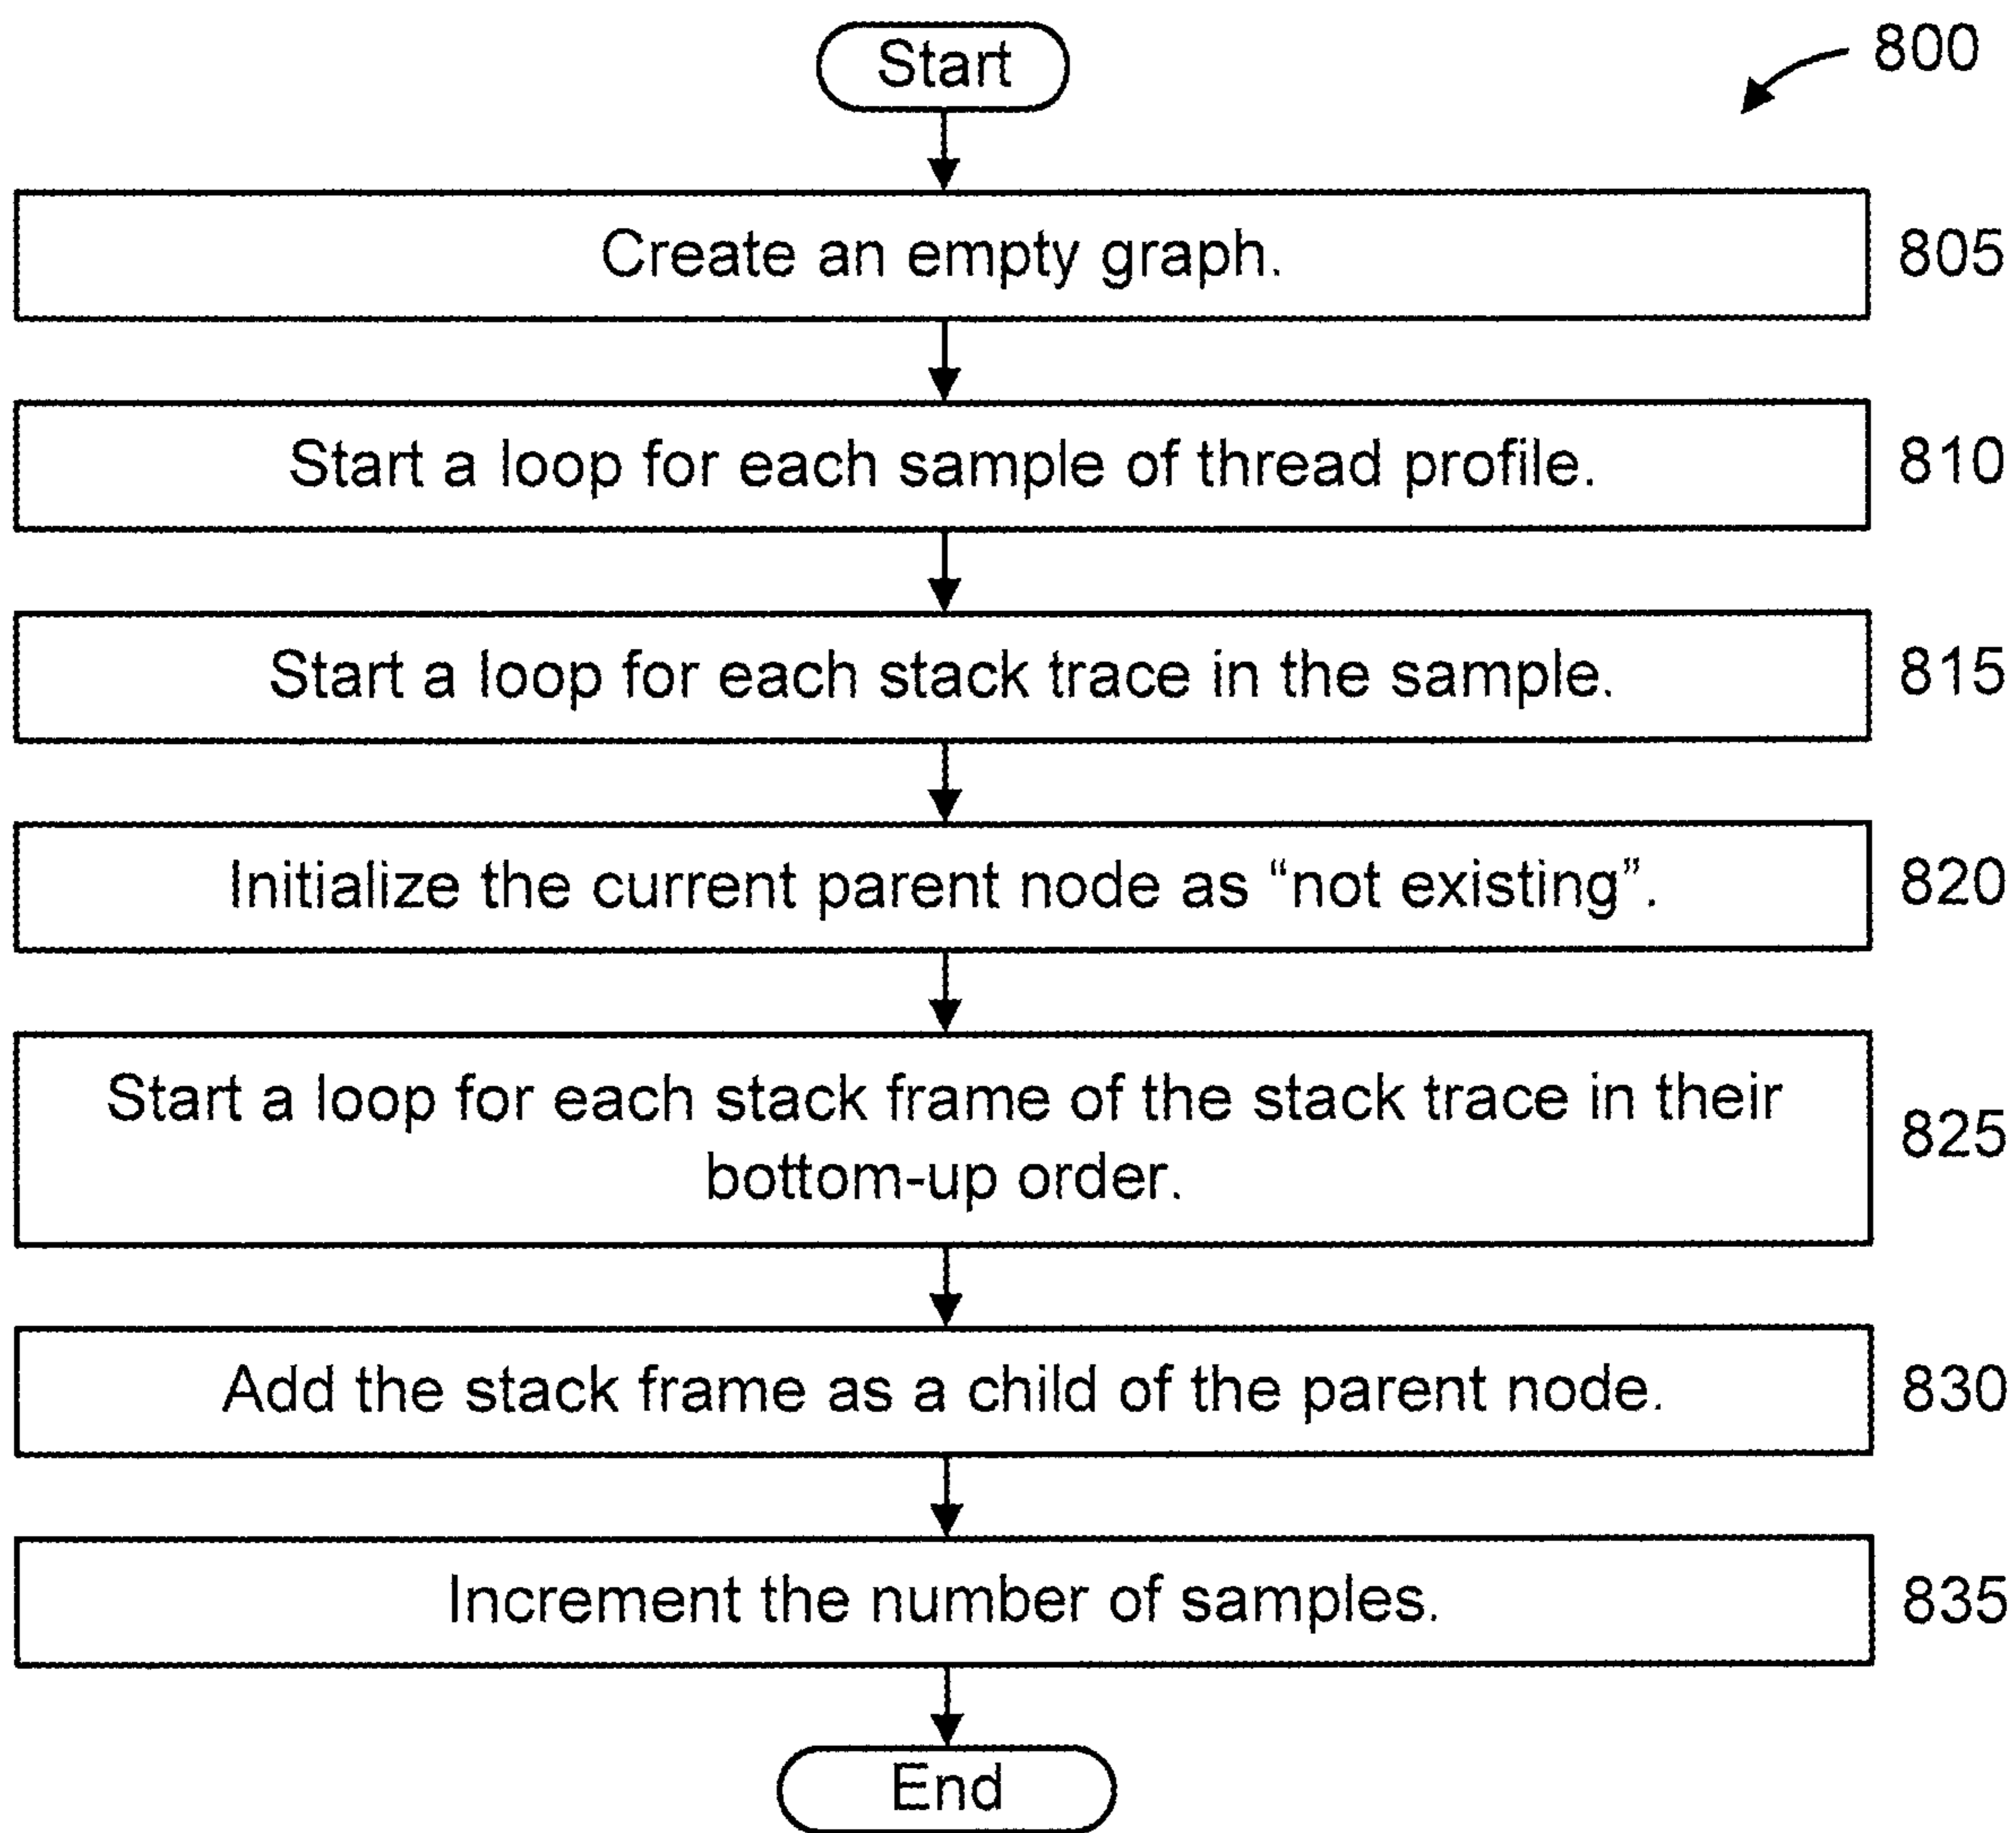 Start
800
Create an empty graph.
805
Start a loop for each sample of thread profile.
810
Start a loop for each stack trace in the sample.
815
Initialize the current parent node as “not existing”.
820
Start a loop for each stack frame of the stack trace in their
bottom-up order.
825
Add the stack frame as a child of the parent node.
830
Increment the number of samples.
835
End